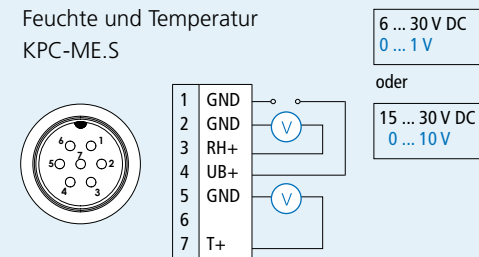 Feuchte und Temperatur
KPC-ME.S
6 ... 30 V DC
0 ... 1 V
oder
15 ... 30 V DC
0 ... 10 V
6 1
7
5 2
4 3
1 GND
2 GND
3 RH+
4 UB+
5 GND
6
7 T+
V
V